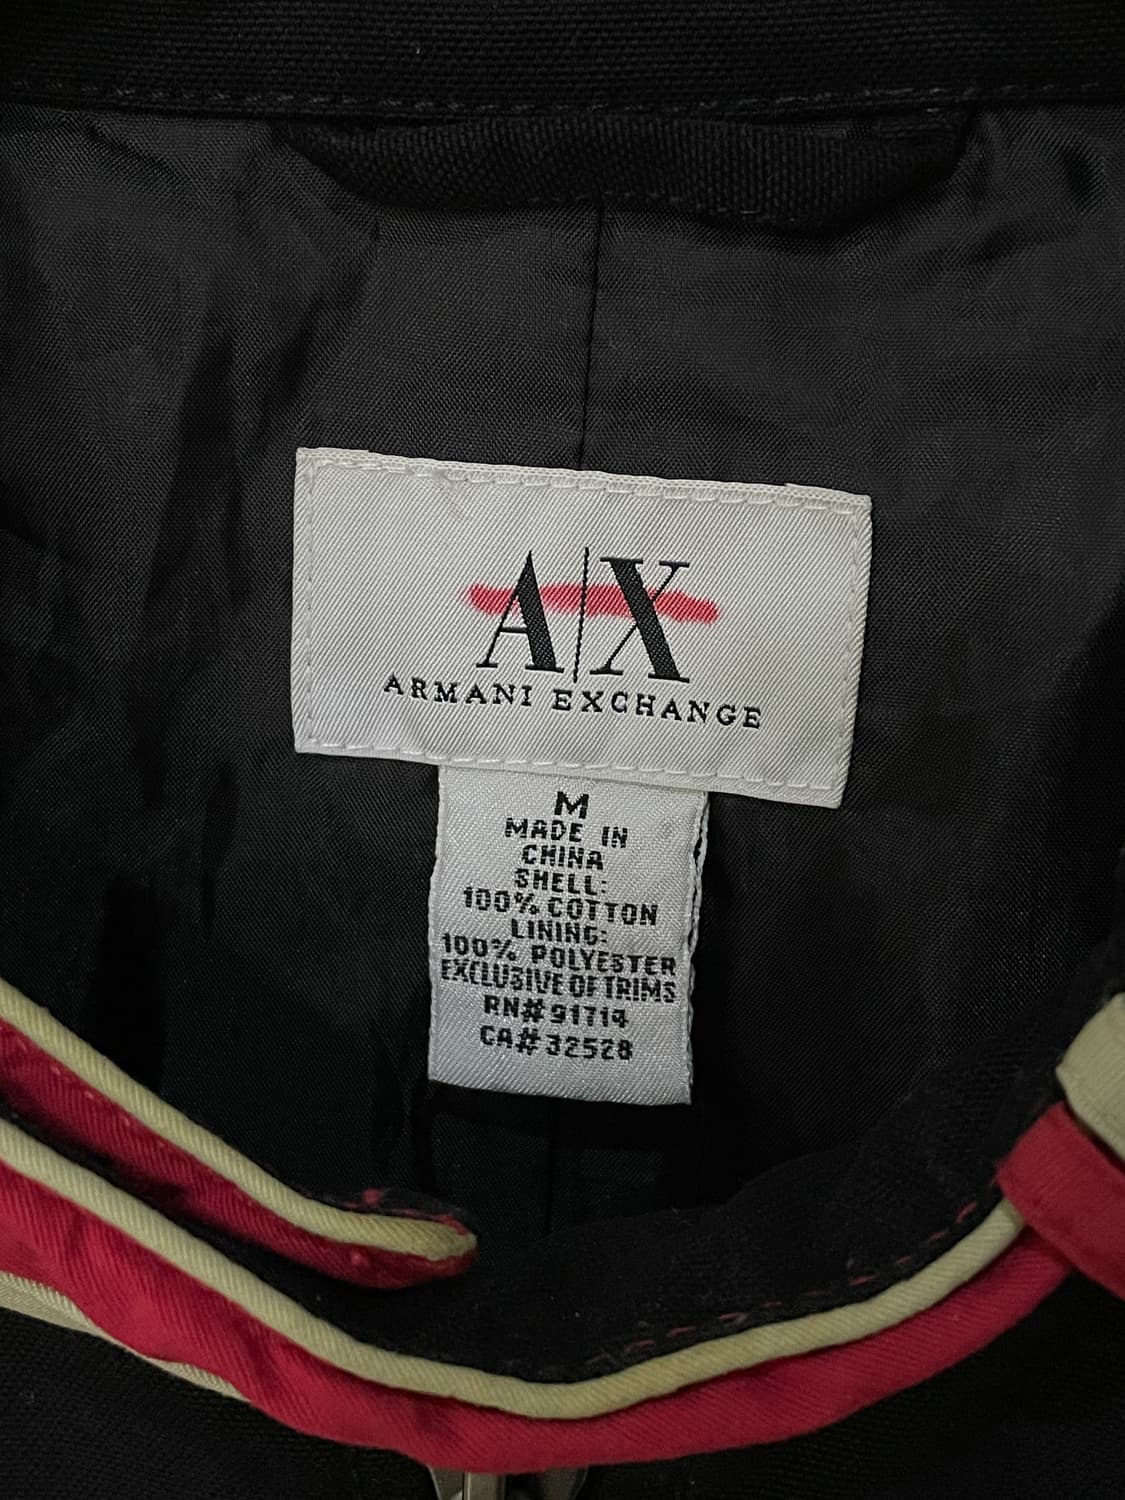 A|X
ARMANI EXCHANGE
M
MADE IN
CHINA
SHELL:
100% COTTON
LINING:
100% POLYESTER
EXCLUSIVE OF TRIMS
RN# 91714
CA# 32528